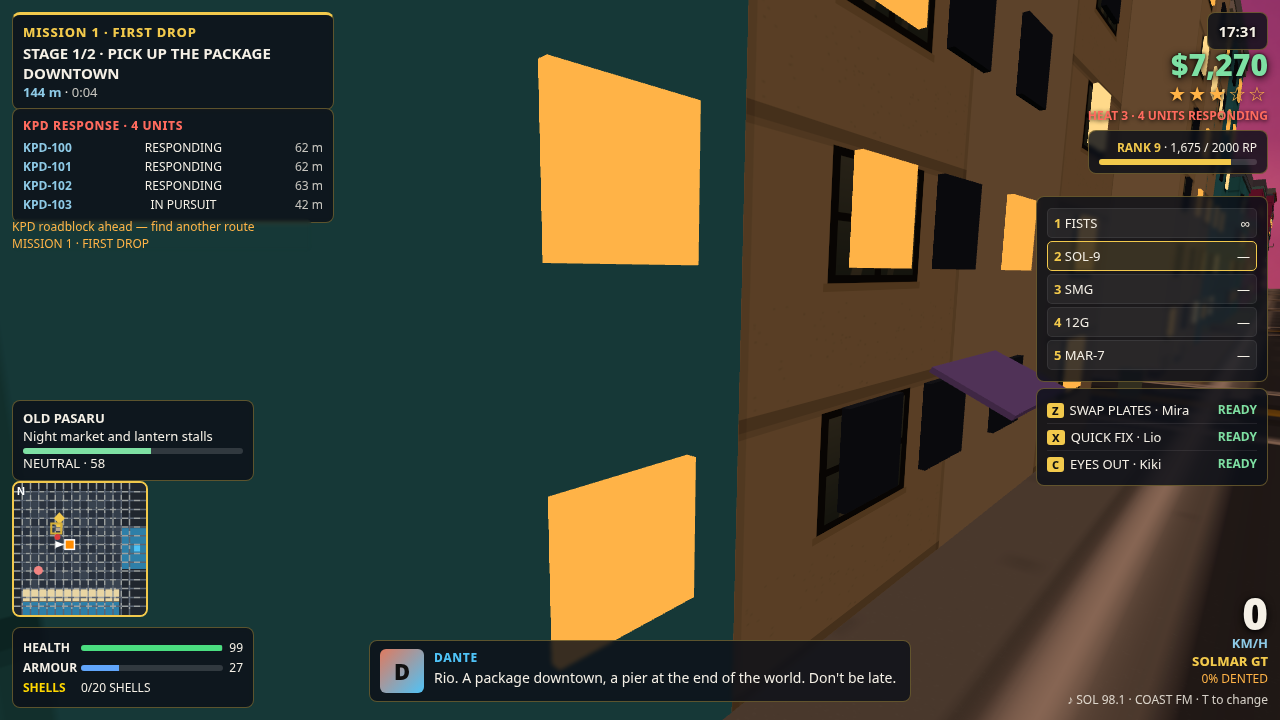 MISSION 1 · FIRST DROP
STAGE 1/2 · PICK UP THE PACKAGE
DOWNTOWN
144 m · 0:04
KPD RESPONSE · 4 UNITS
KPD-100 RESPONDING 62 m
KPD-101 RESPONDING 62 m
KPD-102 RESPONDING 63 m
KPD-103 IN PURSUIT 42 m
KPD roadblock ahead — find another route
MISSION 1 · FIRST DROP
17:31
$7,270
★★★☆☆
HEAT 3 · 4 UNITS RESPONDING
RANK 9 · 1,675 / 2000 RP
1 FISTS ∞
2 SOL-9 —
3 SMG —
4 12G —
5 MAR-7 —
Z SWAP PLATES · Mira READY
X QUICK FIX · Lio READY
C EYES OUT · Kiki READY
OLD PASARU
Night market and lantern stalls
NEUTRAL · 58
N
HEALTH 99
ARMOUR 27
SHELLS 0/20 SHELLS
D
DANTE
Rio. A package downtown, a pier at the end of the world. Don't be late.
0
KM/H
SOLMAR GT
0% DENTED
♪ SOL 98.1 · COAST FM · T to change